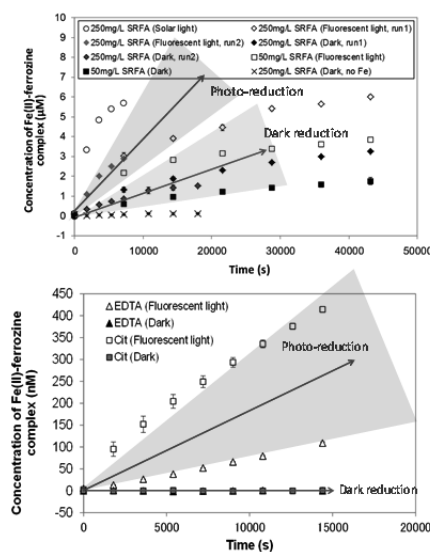 250mg/L SRFA (Solar light)
250mg/L SRFA (Fluorescent light, run1)
250mg/L SRFA (Fluorescent light, run2)
250mg/L SRFA (Dark, run1)
250mg/L SRFA (Dark, run2)
50mg/L SRFA (Fluorescent light)
50mg/L SRFA (Dark)
250mg/L SRFA (Dark, no Fe)
Concentration of Fe(II)-ferrozine
complex (µM)
9
8
7
6
5
4
3
2
1
0
-1
Photo-reduction
Dark reduction
0
10000
20000
30000
40000
50000
Time (s)
Concentration of Fe(II)-ferrozine
complex (nM)
450
400
350
300
250
200
150
100
50
0
-50
EDTA (Fluorescent light)
EDTA (Dark)
Cit (Fluorescent light)
Cit (Dark)
Photo-reduction
Dark reduction
0
5000
10000
15000
20000
Time (s)